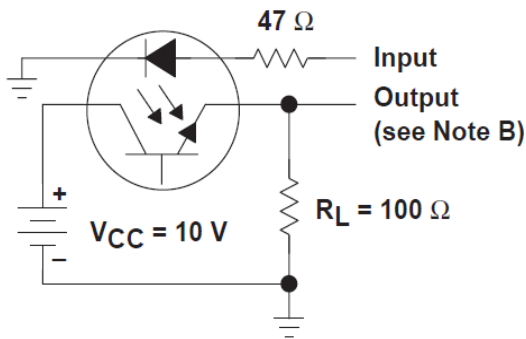 47 Ω
Input
Output
(see Note B)
+
VCC = 10 V
RL = 100 Ω
–